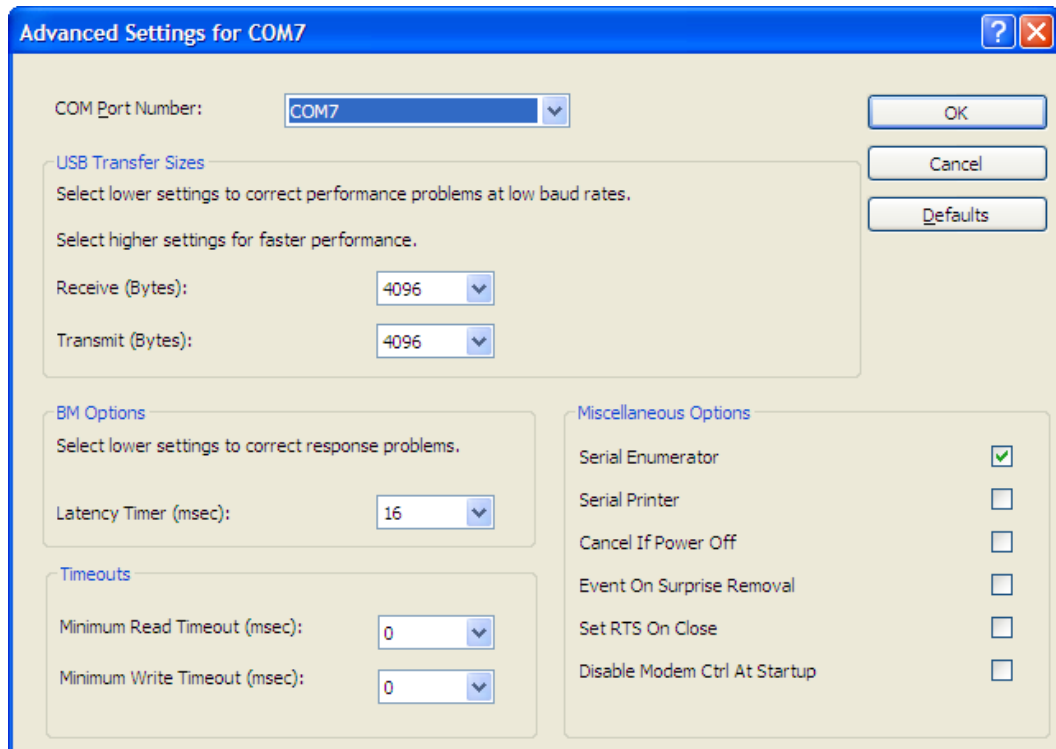 Advanced Settings for COM7
COM Port Number:
COM7
OK
Cancel
Defaults
USB Transfer Sizes
Select lower settings to correct performance problems at low baud rates.
Select higher settings for faster performance.
Receive (Bytes):
4096
Transmit (Bytes):
4096
BM Options
Select lower settings to correct response problems.
Latency Timer (msec):
16
Timeouts
Minimum Read Timeout (msec):
0
Minimum Write Timeout (msec):
0
Miscellaneous Options
Serial Enumerator
Serial Printer
Cancel If Power Off
Event On Surprise Removal
Set RTS On Close
Disable Modem Ctrl At Startup